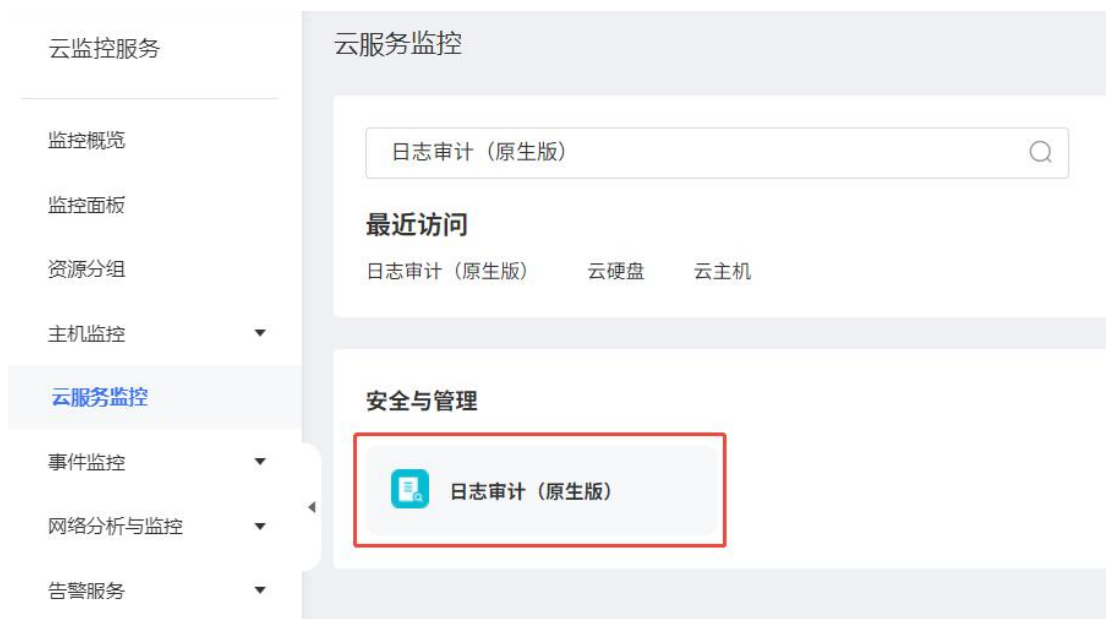 云监控服务
监控概览
监控面板
资源分组
主机监控
云服务监控
事件监控
网络分析与监控
告警服务
云服务监控
日志审计（原生版）
最近访问
日志审计（原生版） 云硬盘 云主机
安全与管理
日志审计（原生版）